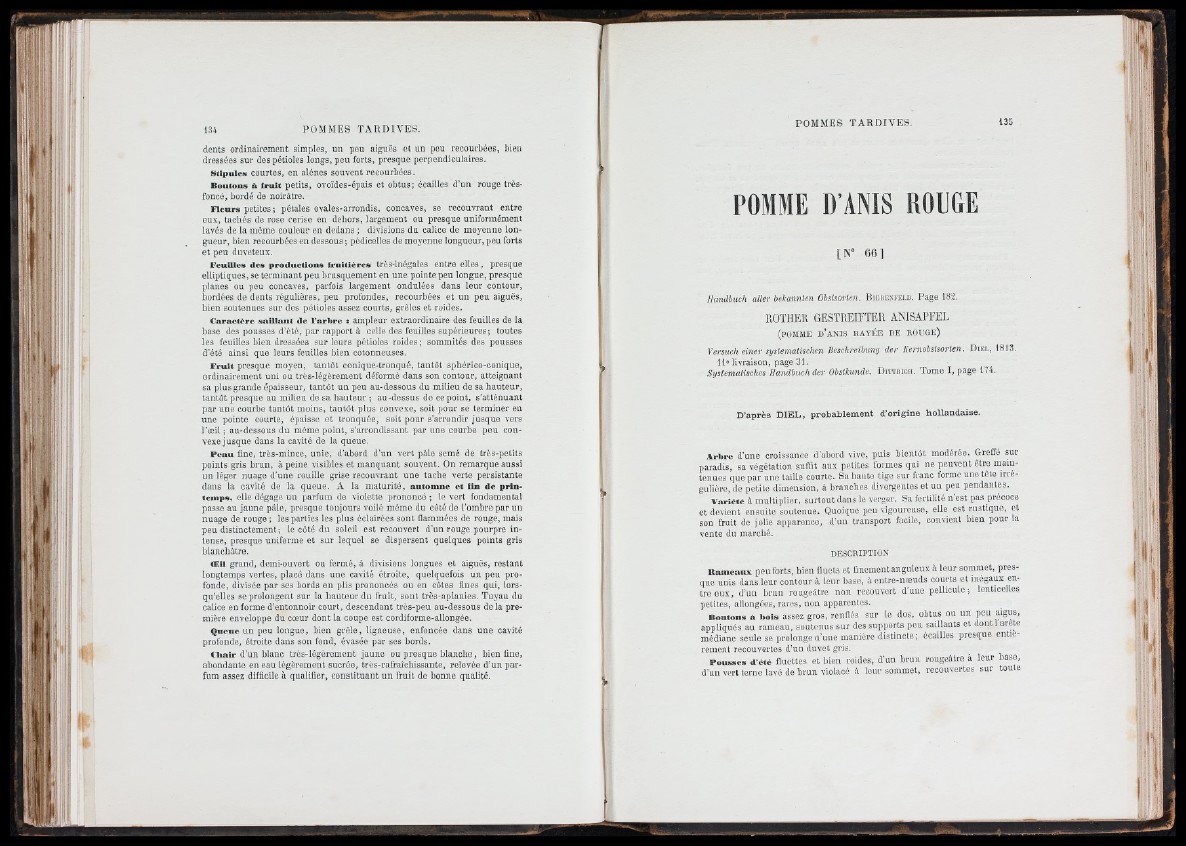 134 POMMES TARDIVES.
dents ordinairement simples, un peu aiguës et un peu recourbées, bien
dressées sur des pétioles longs, peu forts, presque perpendiculaires.
Stipules courtes, en alênes souvent recourbées.
Boutons à fruit petits, ovoïdes-épais et obtus; écailles d'un rouge très-
foncé, bordé de noirâtre.
Fleurs petites; pétales ovales-arrondis, concaves, se recouvrant entre
eux, tachés de rose cerise en dehors, largement ou presque uniformément
lavés de la même couleur en dedans; divisions du calice de moyenne lon-
gueur, bien recourbées en dessous; pédicelles de moyenne longueur, peu forts
et peu duveteux.
Feuilles des productions fruitières très-inégales entre elles, presque
elliptiques, se terminant peu brusquement en une pointe peu longue, presque
planes ou peu concaves, parfois largement ondulées dans leur contour,
bordées de dents régulières, peu profondes, recourbées et un peu aiguës,
bien soutenues sur des pétioles assez courts, grêles et roides.
Caractère saillant de l'arbre : ampleur extraordinaire des feuilles de la
base des pousses d'été, par rapport à celle des feuilles supérieures; toutes
les feuilles bien dressées sur leurs pétioles roides; sommités des pousses
d'été ainsi que leurs feuilles bien cotonneuses.
Fruit presque moyen, tantôt conique-tronqué, tantôt sphérico-conique,
ordinairement uni ou très-légèrement déformé dans son contour, atteignant
sa plus grande épaisseur, tantôt un peu au-dessous du milieu de sa hauteur,
tantôt presque au milieu de sa hauteur; au-dessus de ce point, s'atténuant
par une courbe tantôt moins, tantôt plus convexe, soit pour se terminer en
une pointe courte, épaisse et tronquée, soit pour s'arrondir jusque vers
l'œil; au-dessous du même point, s'arrondissant par une courbe peu con-
vexe jusque dans la cavité de la queue.
Peau fine, très-mince, unie, d'abord d'un vert pâle semé de très-petits
points gris brun, à peine visibles et manquant souvent. On remarque aussi
un léger nuage d'une rouille grise recouvrant une tache verte persistante
dans la cavité de la queue. A la maturité, automne et fin de prin-
temps, elle dégage un parfum de violette prononcé; le vert fondamental
passe au jaune pâle, presque toujours voilé même du côté de l'ombre par un
nuage de rouge; les parties les plus éclairées sont flammées de rouge, mais
peu distinctement; le côté du soleil est recouvert d'un rouge pourpre in-
tense, presque uniforme et sur lequel se dispersent quelques points gris
blanchâtre.
Œil grand, demi-ouvert ou fermé, à divisions longues et aiguës, restant
longtemps vertes, placé dans une cavité étroite, quelquefois un peu pro-
fonde, divisée par ses bords en plis prononcés ou en côtes fines qui, lors-
qu'elles se prolongent sur la hauteur du fruit, sont très-aplanies. Tuyau du
calice en forme d'entonnoir court, descendant très-peu au-dessous de la pre-
mière enveloppe du cœur dont la coupe est cordiforme-allongée.
Queue un peu longue, bien grêle, ligneuse, enfoncée dans une cavité
profonde, étroite dans son fond, évasée par ses bords.
Chair d'un blanc très-légèrement jaune ou presque blanche, bien fine,
abondante en eau légèrement sucrée, très-rafraîchissante, relevée d'un par-
fum assez difficile à qualifier, constituant un fruit de bonne qualité.
POMMES TARDIVES. 135
POMME D'ANIS ROUGE
[N° 66]
Handbuch aller bekannten Obstsorten. BIEDENFELD. Page 182.
ROTHER GESTREIFTER ANISAPFEL
(POMME D'ANIS RAYÉE DE ROUGE)
Versuch einer systematischen Beschreibung der Kernobstsorten. DIEL, 1813.
11e livraison, page 31.
Systematisches Handbuch der Obstkunde. DITTRICH. Tome I, page 174.
D'après DIEL, probablement d'origine hollandaise.
Arbre d'une croissance d'abord vive, puis bientôt modérée. Greffé sur
paradis, sa végétation suffit aux petites formes qui ne peuvent être main-
tenues que par une taille courte. Sa haute tige sur franc forme une tête irré-
gulière, de petite dimension, à branches divergentes et un peu pendantes.
Variété à multiplier, surtout dans le verger. Sa fertilité n'est pas précoce
et devient ensuite soutenue. Quoique peu vigoureuse, elle est rustique, et
son fruit de jolie apparence, d'un transport facile, convient bien pour la
vente du marché.
DESCRIPTION
Rameaux peu forts, bien fluets et finement anguleux à leur sommet, pres-
que unis dans leur contour à leur base, à entre-nœuds courts et inégaux en-
tre eux, d'un brun rougeâtre non recouvert d'une pellicule; lenticelles
petites, allongées, rares, non apparentes.
Boutons à bois assez gros, renflés sur le dos, obtus ou un peu aigus,
appliqués au rameau, soutenus sur des supports peu saillants et dont l'arête
médiane seule se prolonge d'une manière distincte; écailles presque entiè-
rement recouvertes d'un duvet gris.
Pousses d'été fluettes et bien roides, d'un brun rougeâtre à leur base,
d'un vert terne lavé de brun violacé à leur sommet, recouvertes sur toute